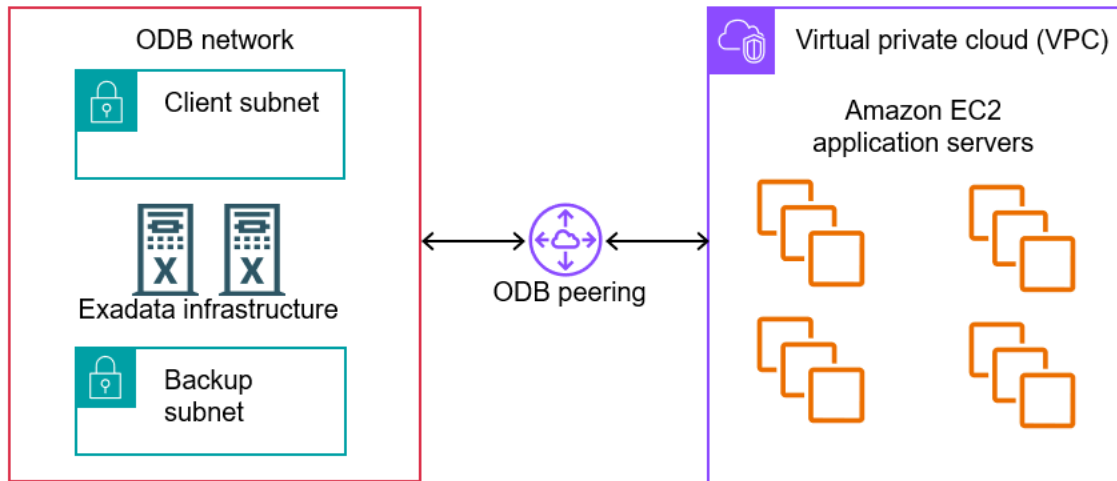 ODB network
Client subnet
X X
Exadata infrastructure
Backup
subnet
ODB peering
Virtual private cloud (VPC)
Amazon EC2
application servers